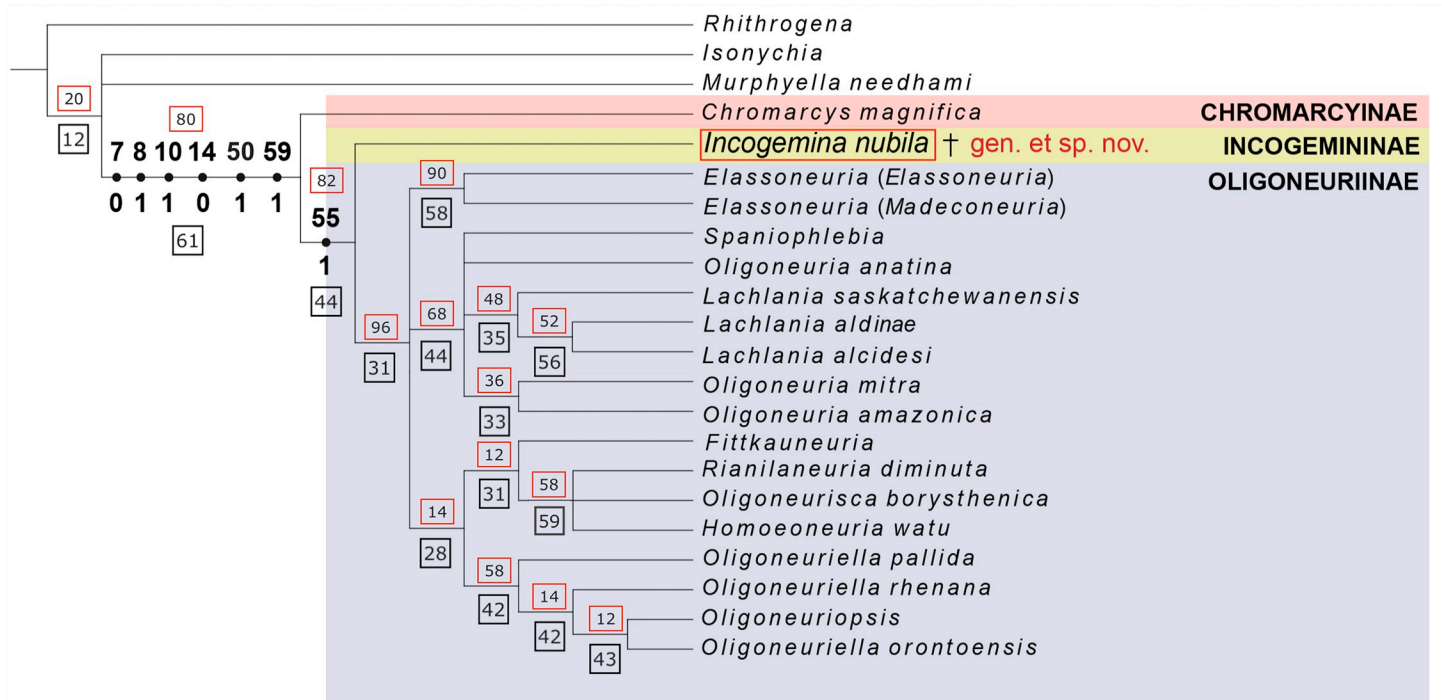 Rhithrogena
Isonychia
Murphyella needhami
20
12
80
7 8 10 14 50 59
0 1 1 0 1 1
61
Chromarcys magnifica CHROMARCYINAE
Incogemina nubila † gen. et sp. nov. INCOGEMININAE
OLIGONEURIINAE
82
55
1
44
90
58
Elassoneuria (Elassoneuria)
Elassoneuria (Madeconeuria)
Spaniophlebia
Oligoneuria anatina
96
31
68
44
48
35
Lachlania saskatchewanensis
52
56
Lachlania aldinae
Lachlania alcidesi
36
33
Oligoneuria mitra
Oligoneuria amazonica
Fittkauneuria
12
31
58
59
Rianilaneuria diminuta
Oligoneurisca borysthenica
Homoeoneuria watu
14
28
58
42
Oligoneuriella pallida
14
42
Oligoneuriella rhenana
12
43
Oligoneuriopsis
Oligoneuriella orontoensis